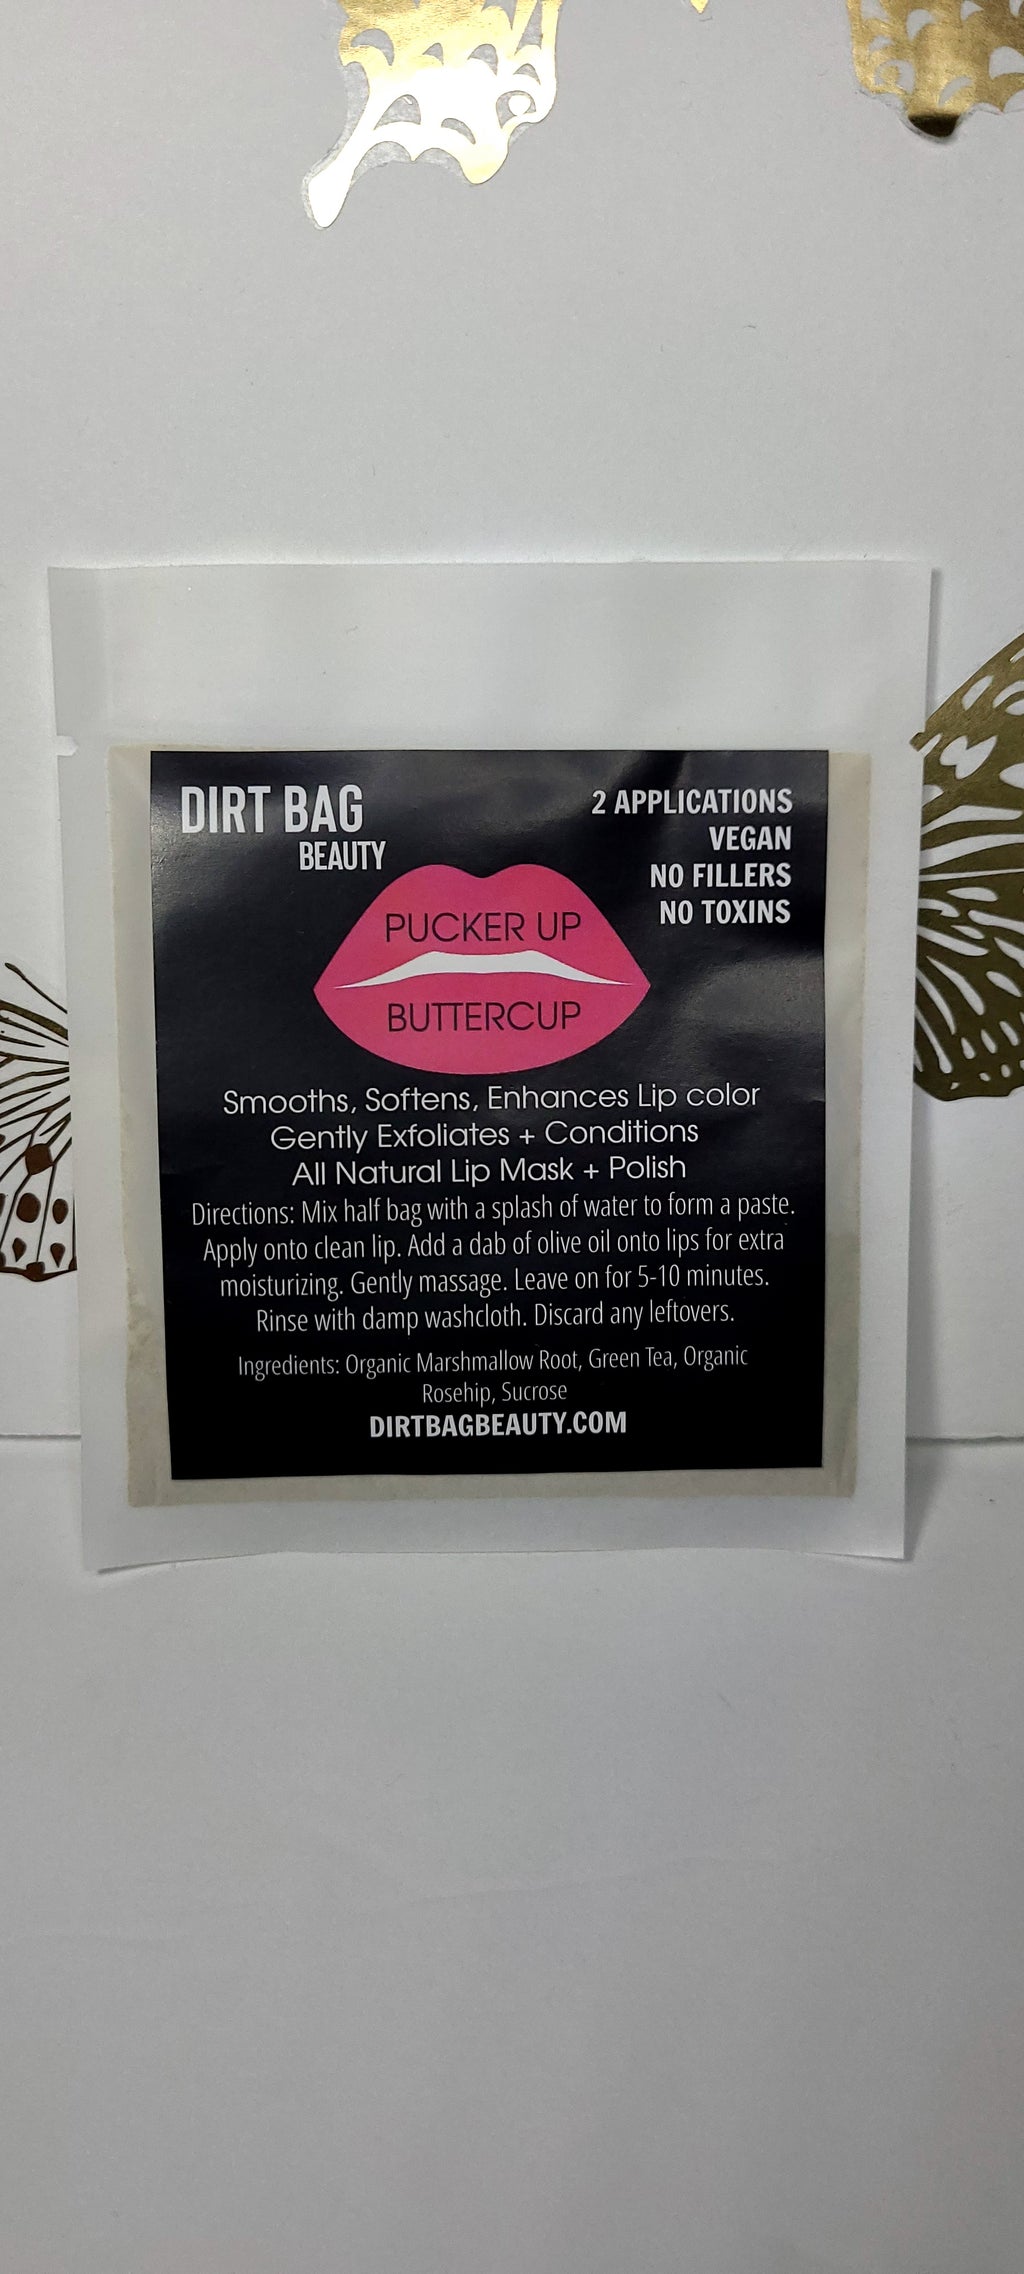 DIRT BAG
BEAUTY
2 APPLICATIONS
VEGAN
NO FILLERS
NO TOXINS
PUCKER UP
BUTTERCUP
Smooths, Softens, Enhances Lip color
Gently Exfoliates + Conditions
All Natural Lip Mask + Polish
Directions: Mix half bag with a splash of water to form a paste.
Apply onto clean lip. Add a dab of olive oil onto lips for extra
moisturizing. Gently massage. Leave on for 5-10 minutes.
Rinse with damp washcloth. Discard any leftovers.
Ingredients: Organic Marshmallow Root, Green Tea, Organic
Rosehip, Sucrose
DIRTBAGBEAUTY.COM